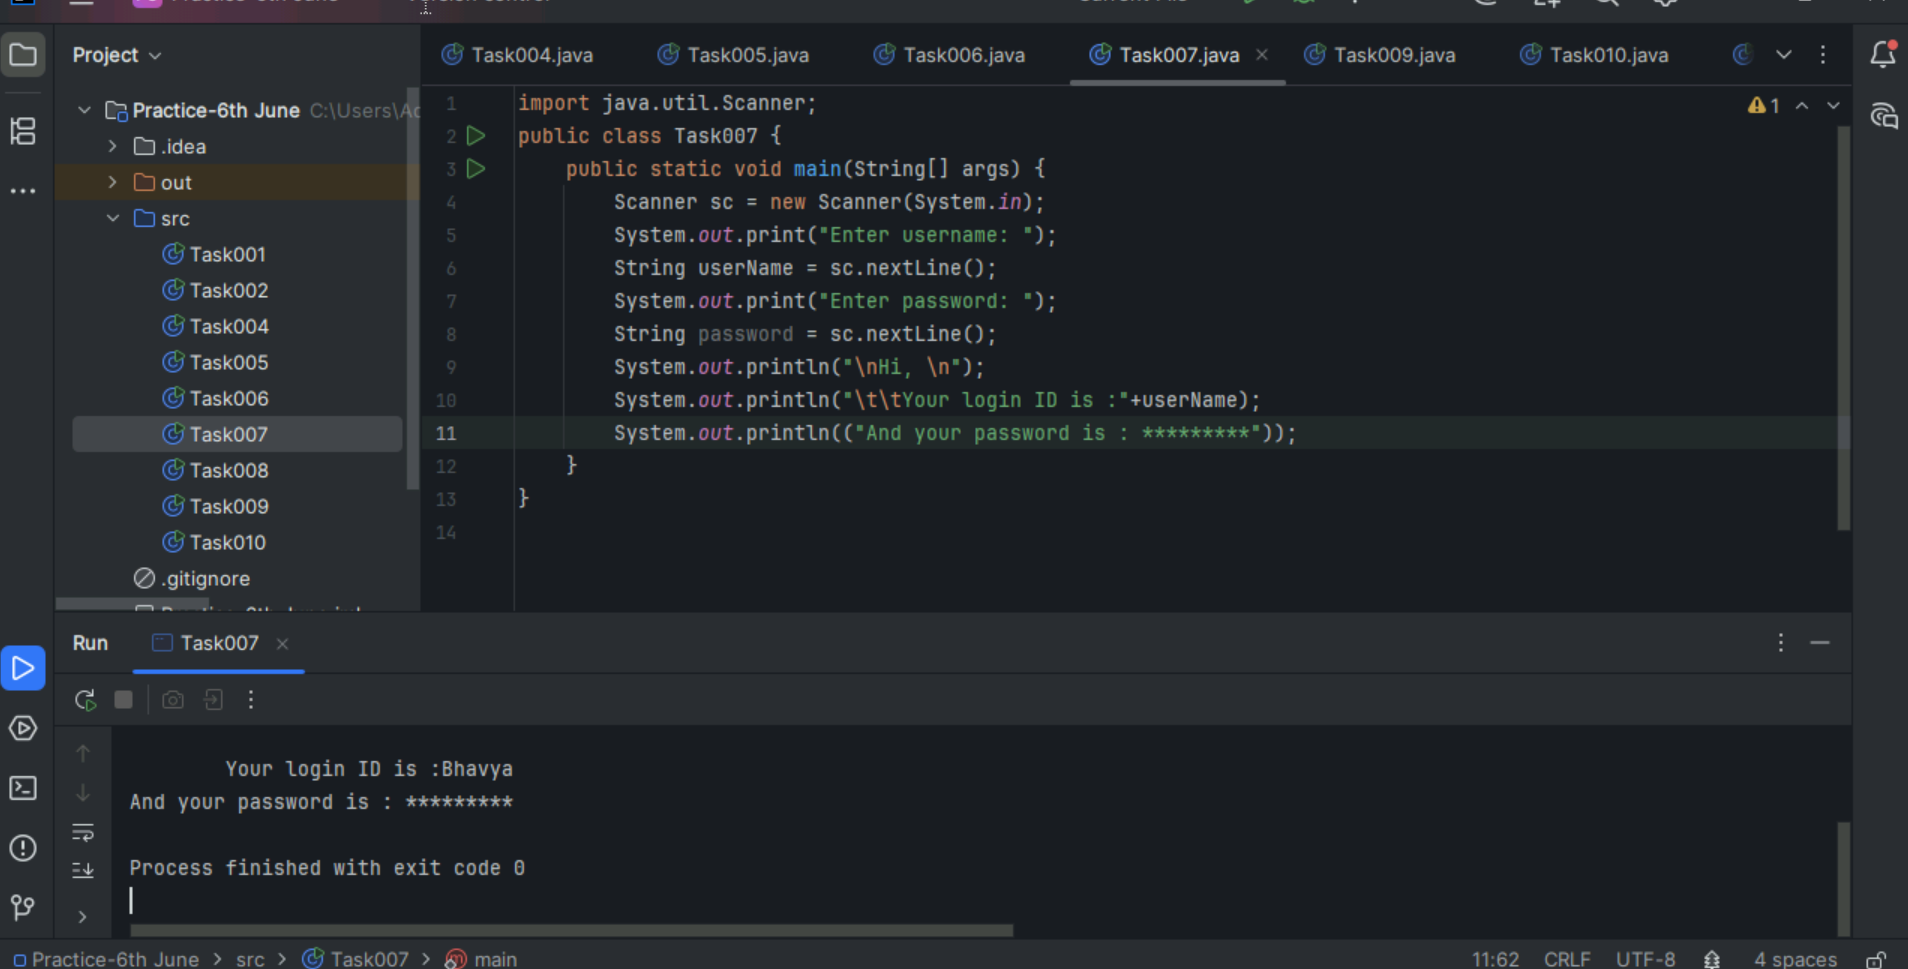 Project
Task004.java Task005.java Task006.java Task007.java Task009.java Task010.java
Practice-6th June C:\Users\Ac
.idea
out
src
Task001
Task002
Task004
Task005
Task006
Task007
Task008
Task009
Task010
.gitignore
1
1 import java.util.Scanner;
2 public class Task007 {
3 public static void main(String[] args) {
4 Scanner sc = new Scanner(System.in);
5 System.out.print("Enter username: ");
6 String userName = sc.nextLine();
7 System.out.print("Enter password: ");
8 String password = sc.nextLine();
9 System.out.println("\nHi, \n");
10 System.out.println("\t\tYour login ID is :"+userName);
11 System.out.println(("And your password is : *********"));
12 }
13 }
14
Run Task007
Your login ID is :Bhavya
And your password is : *********
Process finished with exit code 0
Practice-6th June > src > Task007 > main
11:62 CRLF UTF-8 4 spaces